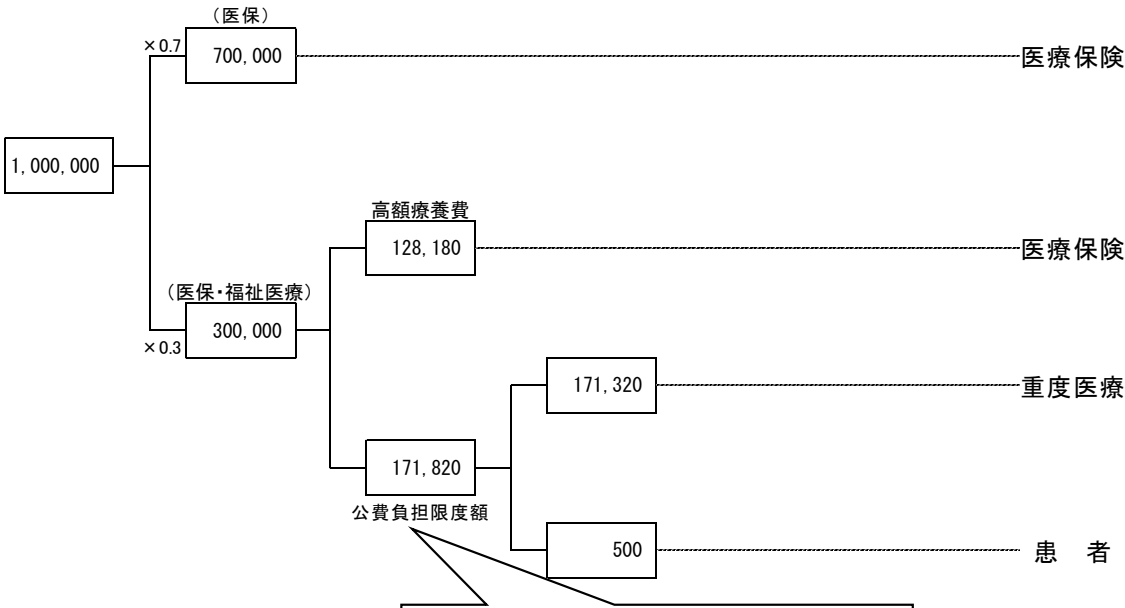 （医保）
×0.7
700,000
医療保険
1,000,000
高額療養費
128,180
医療保険
（医保・福祉医療）
×0.3
300,000
171,320
重度医療
171,820
公費負担限度額
500
患　者